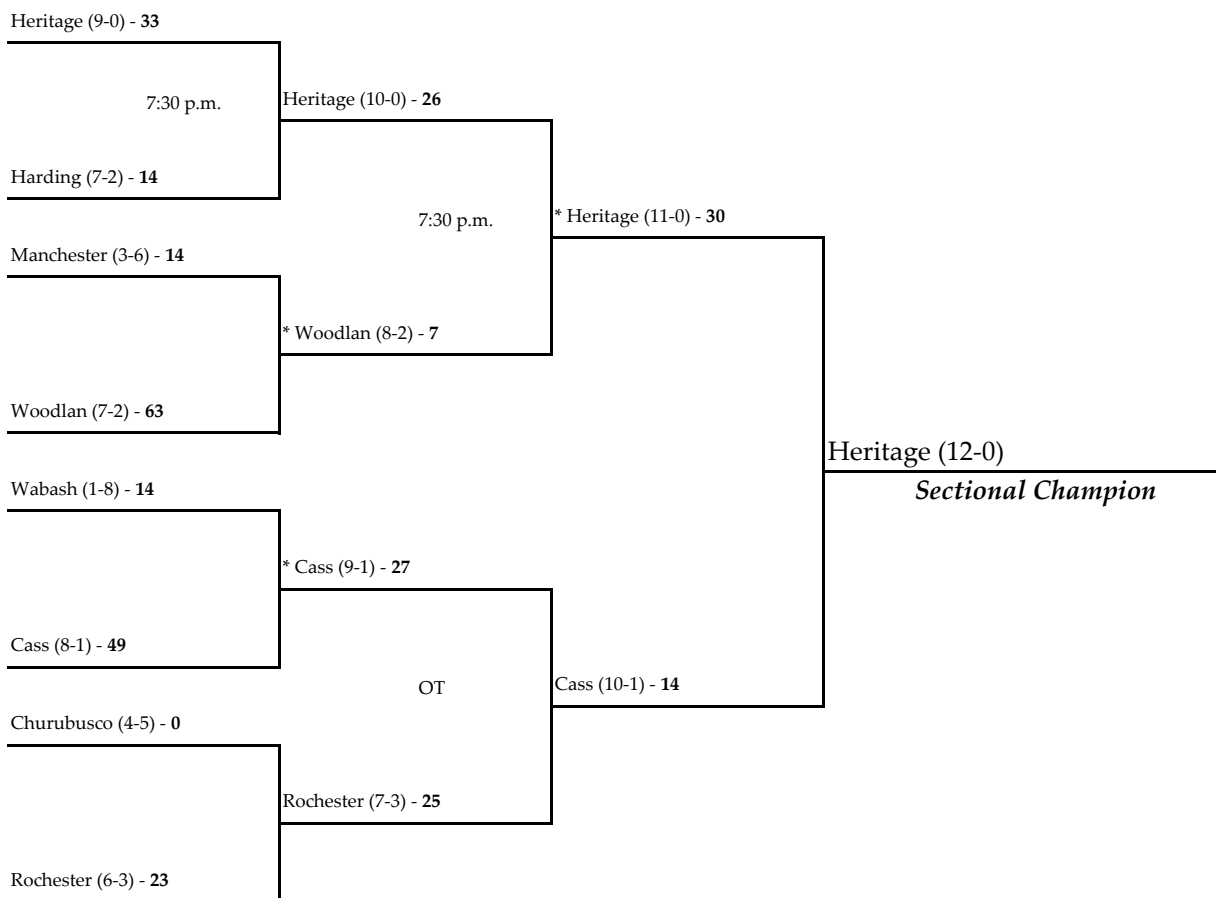 Heritage (9-0) - 33
7:30 p.m.
Heritage (10-0) - 26
Harding (7-2) - 14
7:30 p.m.
* Heritage (11-0) - 30
Manchester (3-6) - 14
* Woodlan (8-2) - 7
Woodlan (7-2) - 63
Heritage (12-0)
Sectional Champion
Wabash (1-8) - 14
* Cass (9-1) - 27
Cass (8-1) - 49
OT
Cass (10-1) - 14
Churubusco (4-5) - 0
Rochester (7-3) - 25
Rochester (6-3) - 23